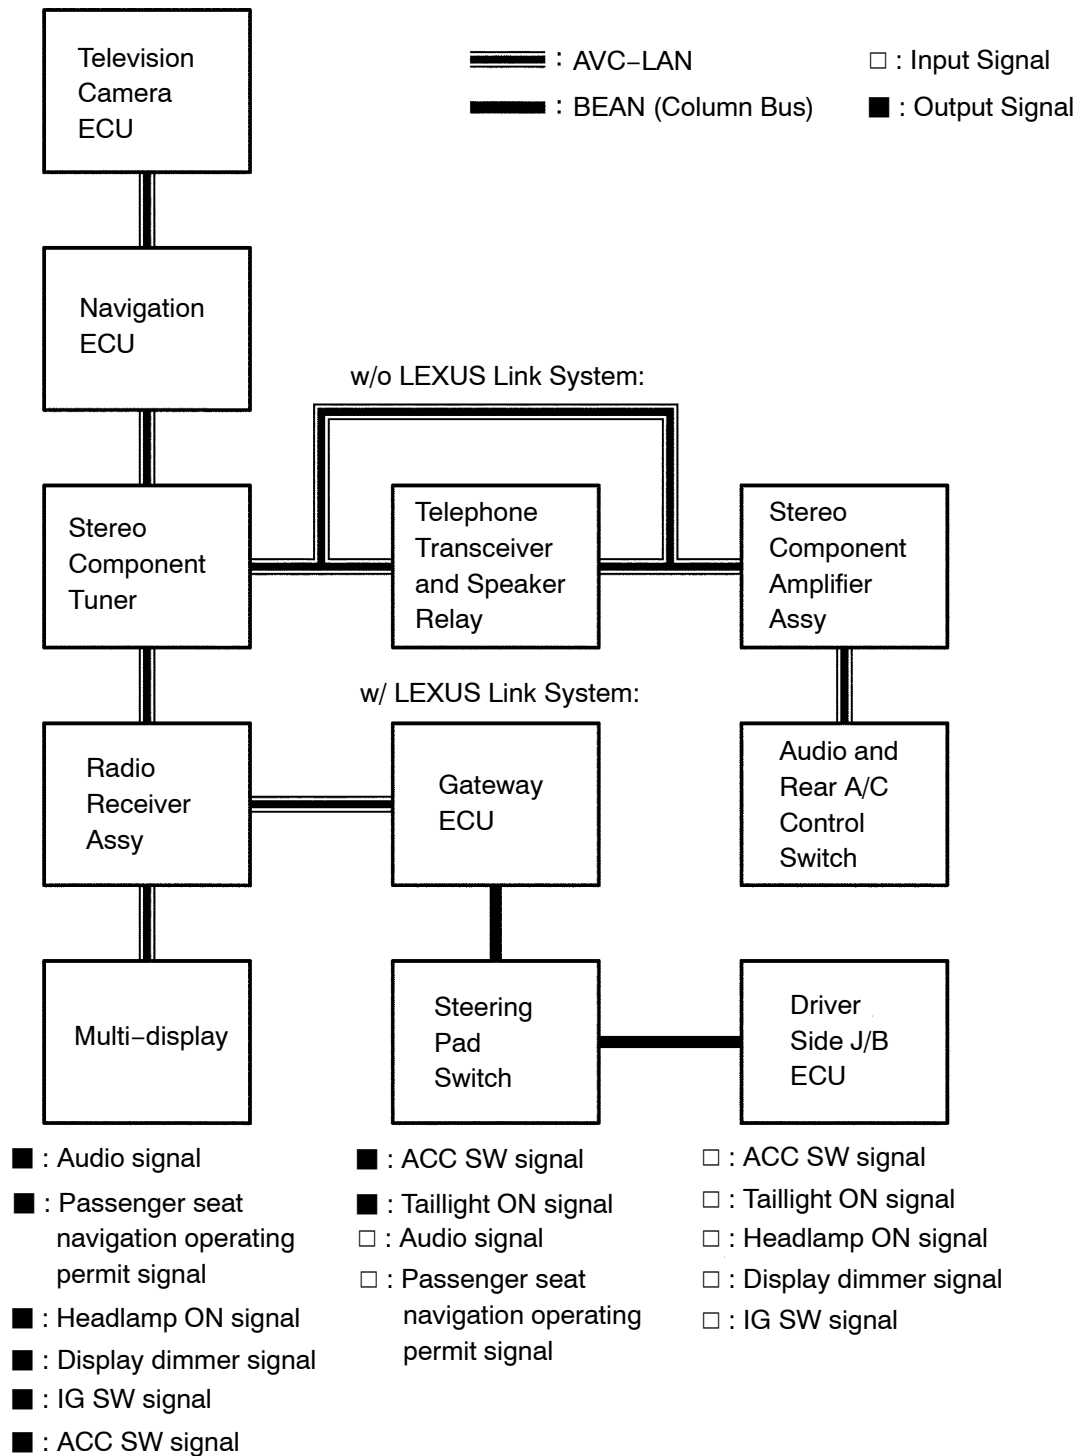 Television
Camera
ECU
: AVC–LAN
: BEAN (Column Bus)
□ : Input Signal
■ : Output Signal
Navigation
ECU
w/o LEXUS Link System:
Stereo
Component
Tuner
Telephone
Transceiver
and Speaker
Relay
Stereo
Component
Amplifier
Assy
w/ LEXUS Link System:
Radio
Receiver
Assy
Gateway
ECU
Audio and
Rear A/C
Control
Switch
Multi–display
Steering
Pad
Switch
Driver
Side J/B
ECU
■ : Audio signal
■ : Passenger seat
navigation operating
permit signal
■ : Headlamp ON signal
■ : Display dimmer signal
■ : IG SW signal
■ : ACC SW signal
■ : ACC SW signal
■ : Taillight ON signal
□ : Audio signal
□ : Passenger seat
navigation operating
permit signal
□ : ACC SW signal
□ : Taillight ON signal
□ : Headlamp ON signal
□ : Display dimmer signal
□ : IG SW signal